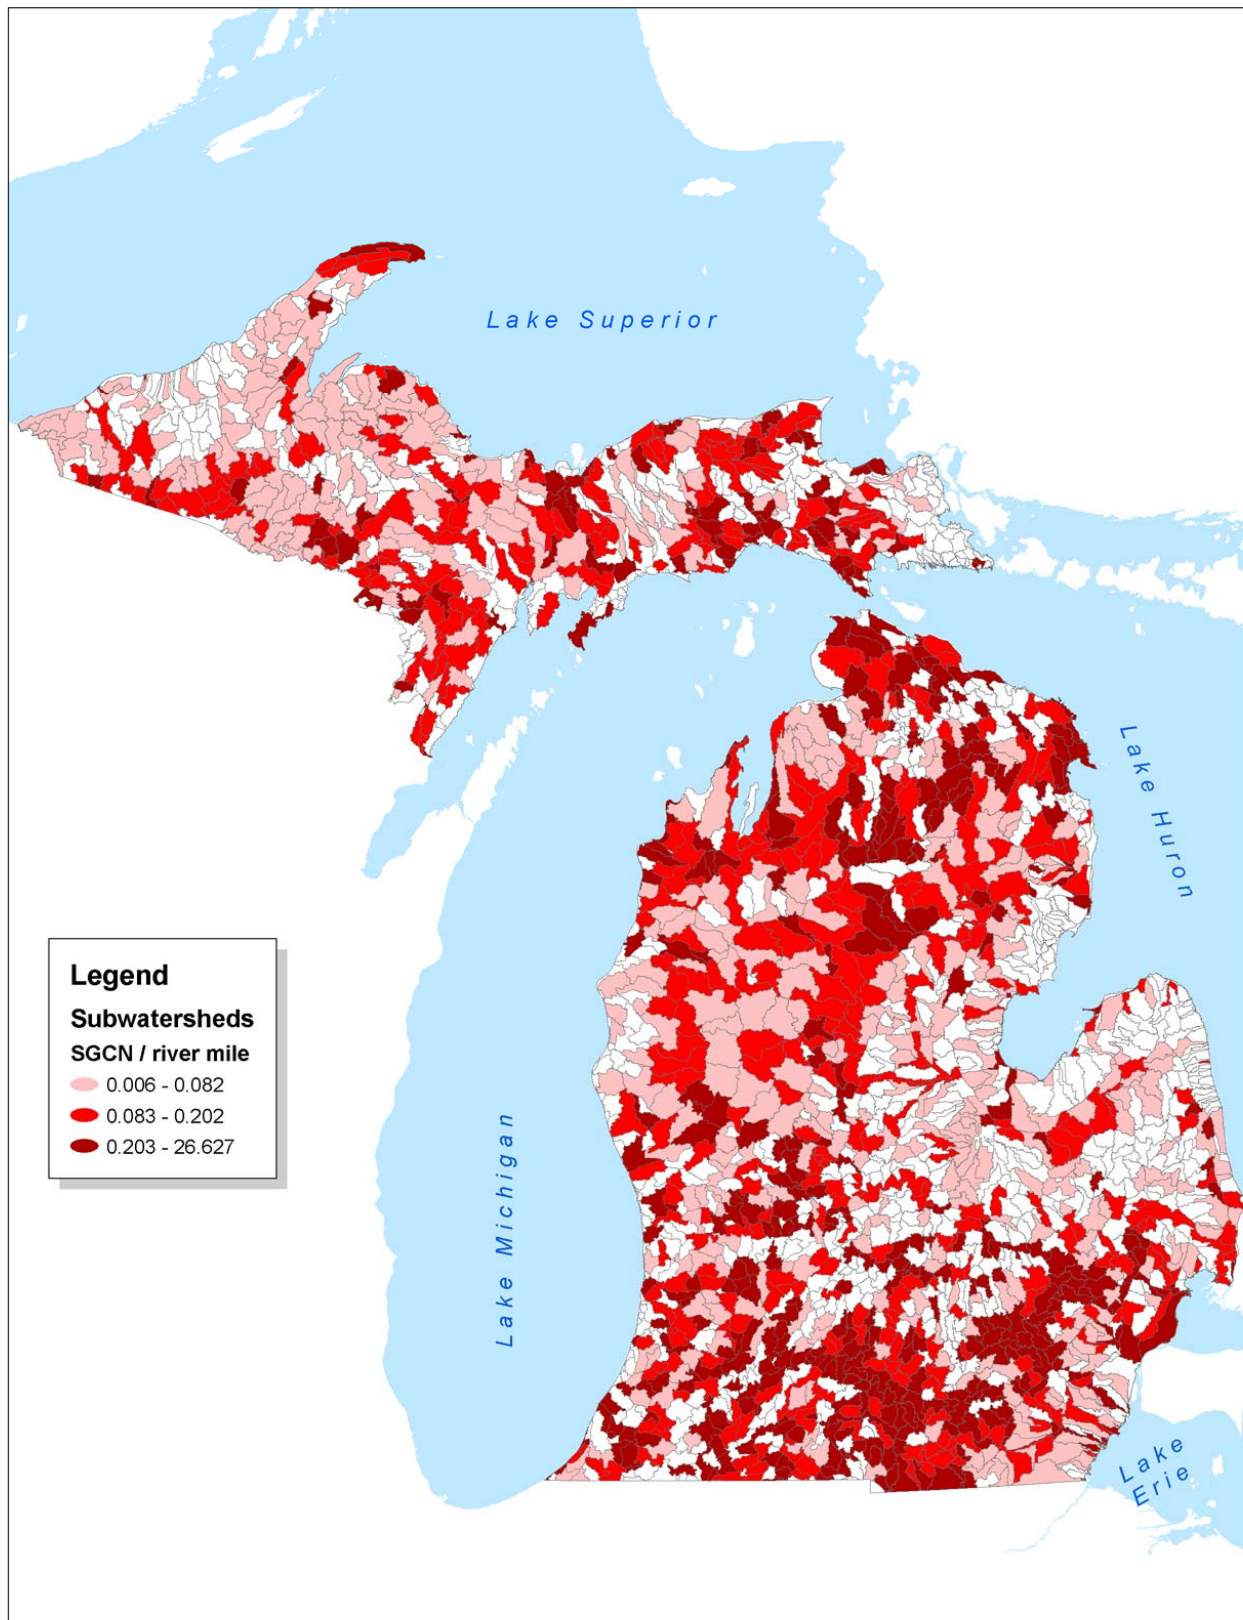 Lake Superior
Lake Huron
Legend
Subwatersheds
SGCN / river mile
0.006 - 0.082
0.083 - 0.202
0.203 - 26.627
Lake Michigan
Lake
Erie